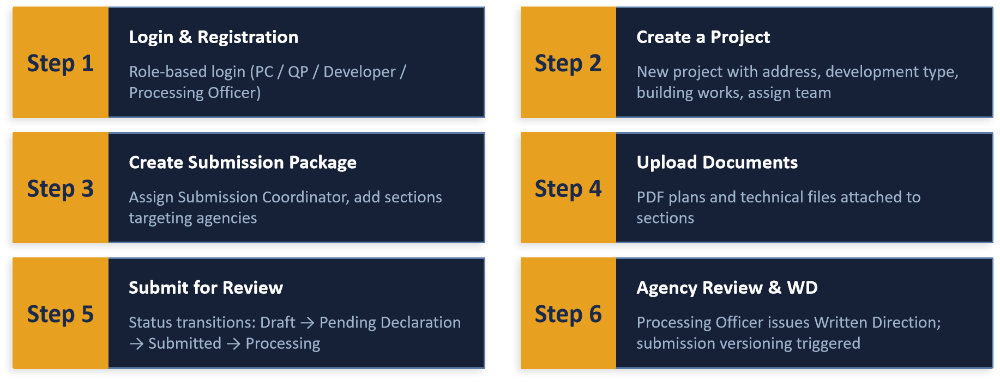 Step 1
Login & Registration
Role-based login (PC / QP / Developer /
Processing Officer)
Step 2
Create a Project
New project with address, development type,
building works, assign team
Step 3
Create Submission Package
Assign Submission Coordinator, add sections
targeting agencies
Step 4
Upload Documents
PDF plans and technical files attached to
sections
Step 5
Submit for Review
Status transitions: Draft → Pending Declaration
→ Submitted → Processing
Step 6
Agency Review & WD
Processing Officer issues Written Direction;
submission versioning triggered